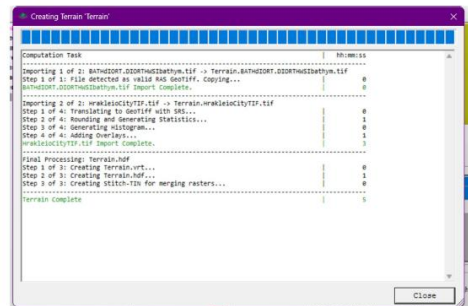 Creating Terrain 'Terrain'
Computation Task | hh:mm:ss
Importing 1 of 2: BATHdIORT.DIORTHWSIbathym.tif -> Terrain.BATHdIORT.DIORTHWSIbathym.tif
Step 1 of 1: File detected as valid RAS GeoTiff. Copying... | 0
BATHdIORT.DIORTHWSIbathym.tif Import Complete. | 0
Importing 2 of 2: HrakleioCityTIF.tif -> Terrain.HrakleioCityTIF.tif
Step 1 of 4: Translating to GeoTiff with SRS... | 0
Step 2 of 4: Rounding and Generating Statistics... | 1
Step 3 of 4: Generating Histogram... | 0
Step 4 of 4: Adding Overlays... | 1
HrakleioCityTIF.tif Import Complete. | 3
Final Processing: Terrain.hdf
Step 1 of 3: Creating Terrain.vrt... | 0
Step 2 of 3: Creating Terrain.hdf... | 1
Step 3 of 3: Creating Stitch-TIN for merging rasters... | 0
Terrain Complete | 5
Close